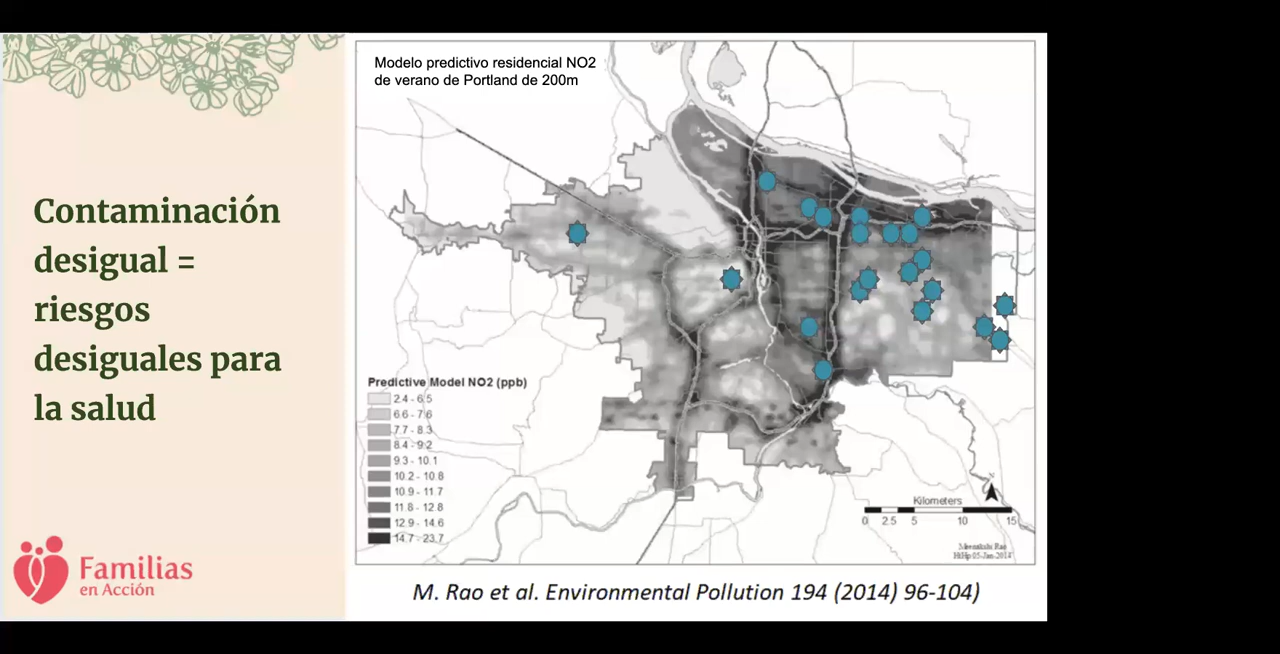 Contaminación
desigual =
riesgos
desiguales para
la salud
Familias
en Acción
Modelo predictivo residencial NO2
de verano de Portland de 200m
Predictive Model NO2 (ppb)
2.4 - 6.5
6.6 - 7.6
7.7 - 8.3
8.4 - 9.2
9.3 - 10.1
10.2 - 10.8
10.9 - 11.7
11.8 - 12.8
12.9 - 14.6
14.7 - 23.7
Kilometers
0 2.5 5 10 15
Meenakshi Rao
M. Rao et al. Environmental Pollution 194 (2014) 96-104)